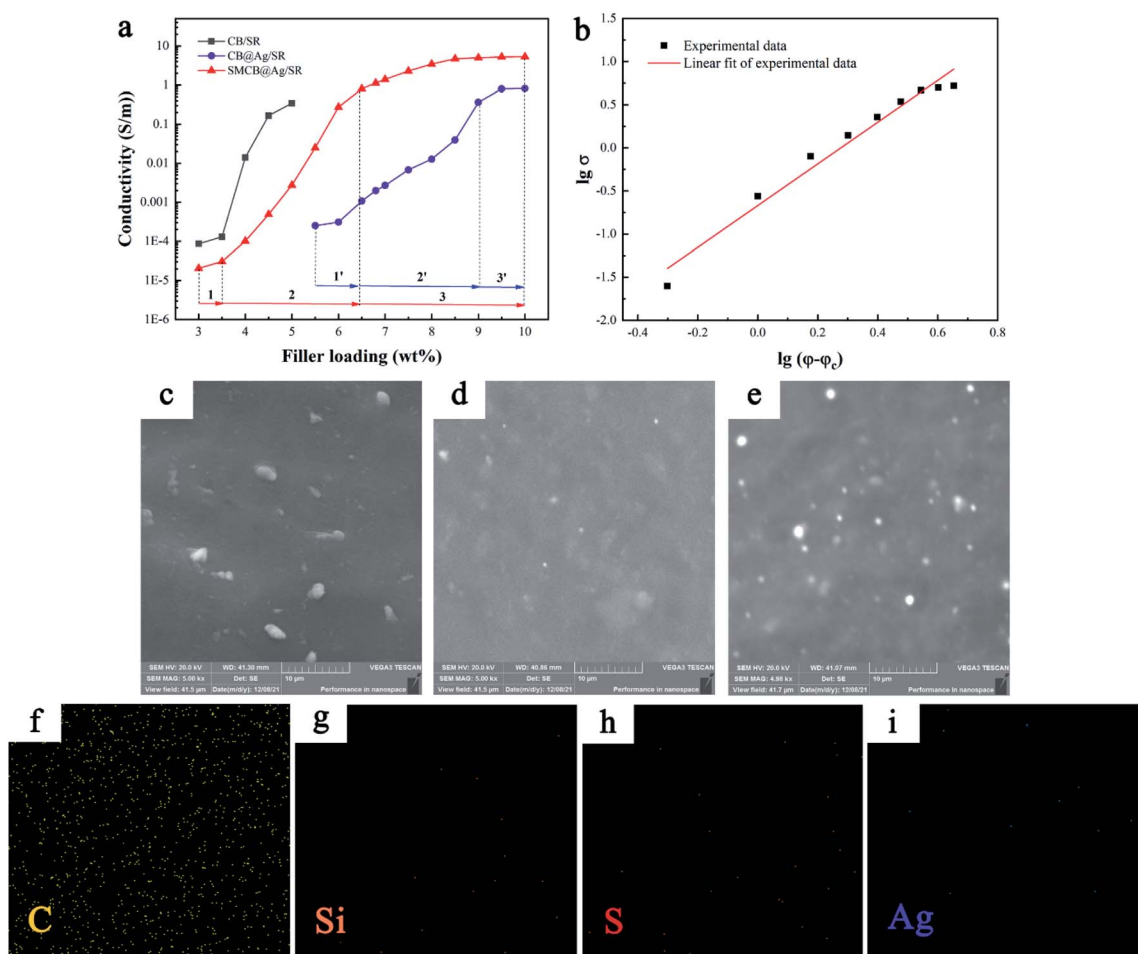 a
CB/SR
CB@Ag/SR
SMCB@Ag/SR
Conductivity (S/m))
10
1
0.1
0.01
0.001
1E-4
1E-5
1E-6
1' 2' 3'
1 2 3
3 4 5 6 7 8 9 10
Filler loading (wt%)
b
Experimental data
Linear fit of experimental data
lg σ
1.5
1.0
0.5
0.0
-0.5
-1.0
-1.5
-2.0
-0.4 -0.2 0.0 0.2 0.4 0.6 0.8
lg (φ-φc)
c
SEM HV: 20.0 kV WD: 41.30 mm VEGA3 TESCAN
SEM MAG: 5.00 kx Det: SE 10 μm
View field: 41.5 μm Date(m/d/y): 12/08/21 Performance in nanospace
d
SEM HV: 20.0 kV WD: 40.86 mm VEGA3 TESCAN
SEM MAG: 5.00 kx Det: SE 10 μm
View field: 41.5 μm Date(m/d/y): 12/08/21 Performance in nanospace
e
SEM HV: 20.0 kV WD: 41.07 mm VEGA3 TESCAN
SEM MAG: 4.98 kx Det: SE 10 μm
View field: 41.7 μm Date(m/d/y): 12/08/21 Performance in nanospace
f
C
g
Si
h
S
i
Ag